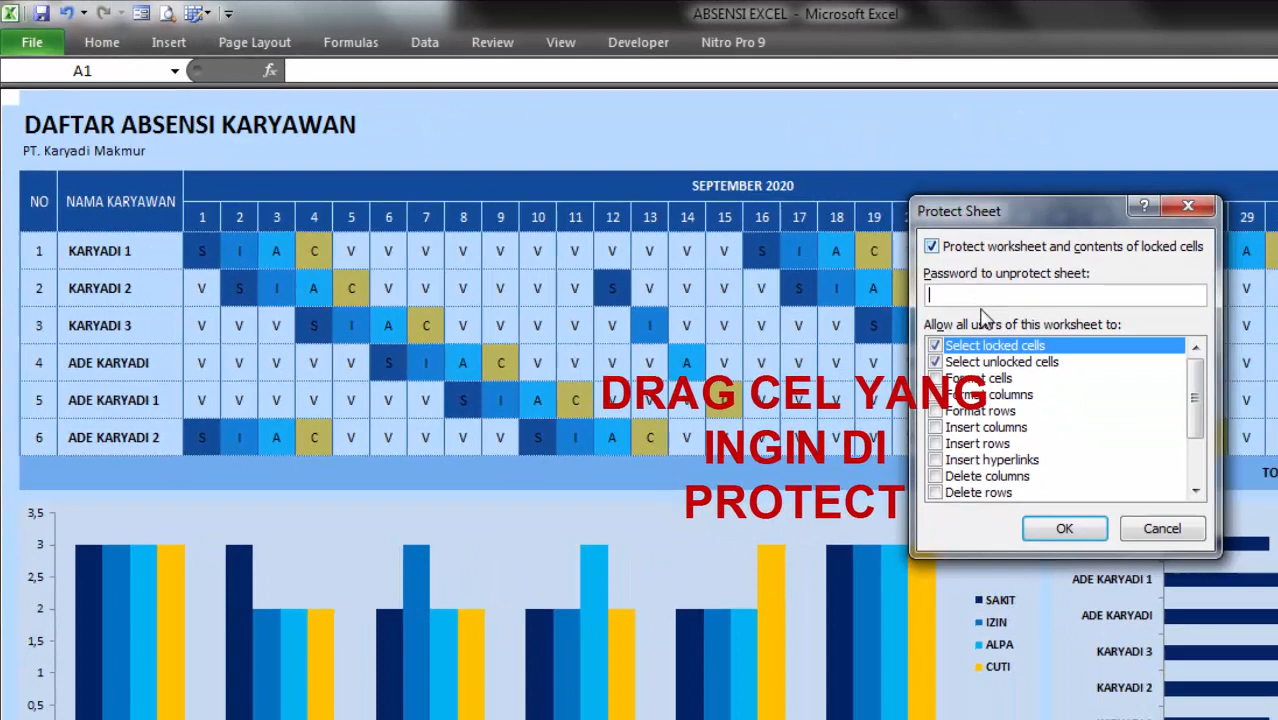 ABSENSI EXCEL - Microsoft Excel
File Home Insert Page Layout Formulas Data Review View Developer Nitro Pro 9
A1 fx
DAFTAR ABSENSI KARYAWAN
PT. Karyadi Makmur
NO NAMA KARYAWAN SEPTEMBER 2020
1 2 3 4 5 6 7 8 9 10 11 12 13 14 15 16 17 18 19 29
1 KARYADI 1 S I A C V V V V V V V V V V V S I A C A
2 KARYADI 2 V S I A C V V V V V V S V V V V S I A V
3 KARYADI 3 V V V S I A C V V V V V I V V V V V S V
4 ADE KARYADI V V V V V S I A C V V V V A V V V V V V
5 ADE KARYADI 1 V V V V V V V S I A C V V V C V V V V V
6 ADE KARYADI 2 S I A C V V V V V S I A C V V V V V V V
Protect Sheet
Protect worksheet and contents of locked cells
Password to unprotect sheet:
Allow all users of this worksheet to:
Select locked cells
Select unlocked cells
Format cells
Format columns
Format rows
Insert columns
Insert rows
Insert hyperlinks
Delete columns
Delete rows
OK Cancel
DRAG CEL YANG
INGIN DI
PROTECT
3,5
3
2,5
2
1,5
1
0,5
SAKIT
IZIN
ALPA
CUTI
ADE KARYADI 1
ADE KARYADI
KARYADI 3
KARYADI 2